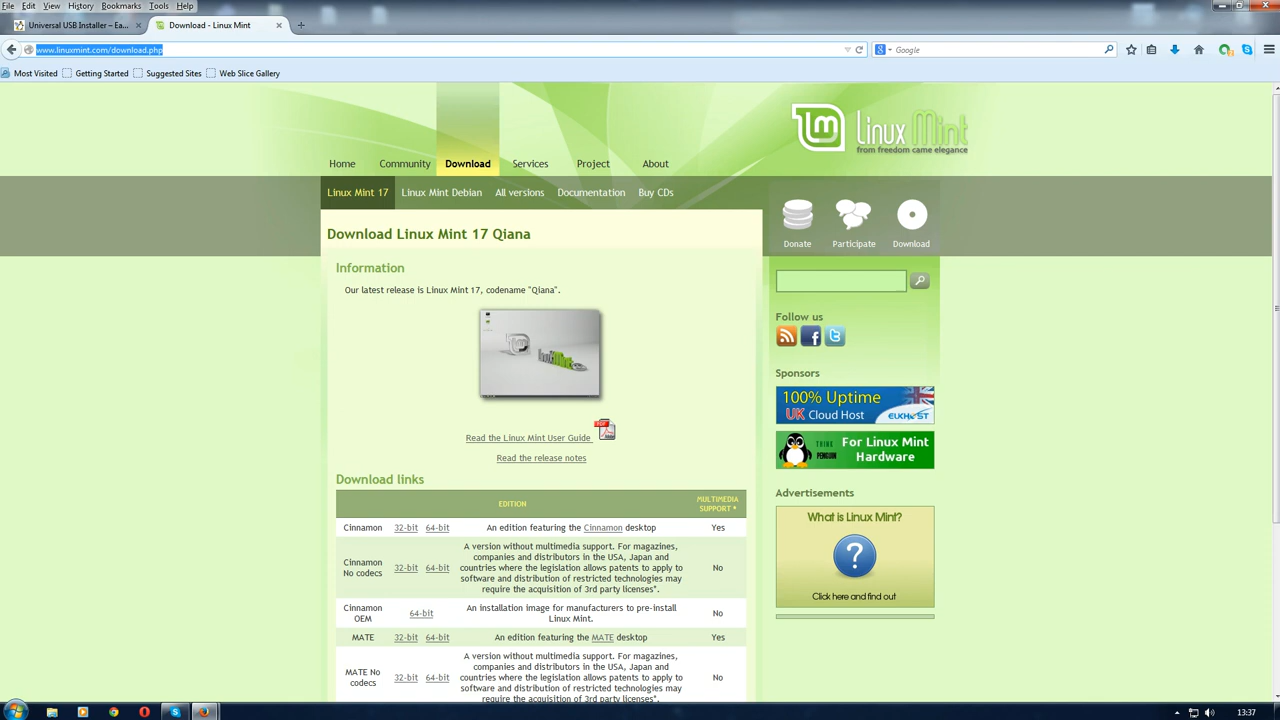 File Edit View History Bookmarks Tools Help
Universal USB Installer – Ea...
Download - Linux Mint
www.linuxmint.com/download.php
Google
Most Visited
Getting Started
Suggested Sites
Web Slice Gallery
Linux Mint
from freedom came elegance
Home
Community
Download
Services
Project
About
Linux Mint 17
Linux Mint Debian
All versions
Documentation
Buy CDs
Donate
Participate
Download
Download Linux Mint 17 Qiana
Information
Our latest release is Linux Mint 17, codename "Qiana".
Read the Linux Mint User Guide
Read the release notes
Download links
EDITION
MULTIMEDIA
SUPPORT *
Cinnamon 32-bit 64-bit An edition featuring the Cinnamon desktop Yes
Cinnamon
No codecs
32-bit 64-bit
A version without multimedia support. For magazines,
companies and distributors in the USA, Japan and
countries where the legislation allows patents to apply to
software and distribution of restricted technologies may
require the acquisition of 3rd party licenses*.
No
Cinnamon
OEM
64-bit
An installation image for manufacturers to pre-install
Linux Mint.
No
MATE 32-bit 64-bit An edition featuring the MATE desktop Yes
MATE No
codecs
32-bit 64-bit
A version without multimedia support. For magazines,
companies and distributors in the USA, Japan and
countries where the legislation allows patents to apply to
software and distribution of restricted technologies may
require the acquisition of 3rd party licenses*.
No
Follow us
Sponsors
100% Uptime
UK Cloud Host
EUKHOST
THINK
PENGUIN
For Linux Mint
Hardware
Advertisements
What is Linux Mint?
?
Click here and find out
13:37